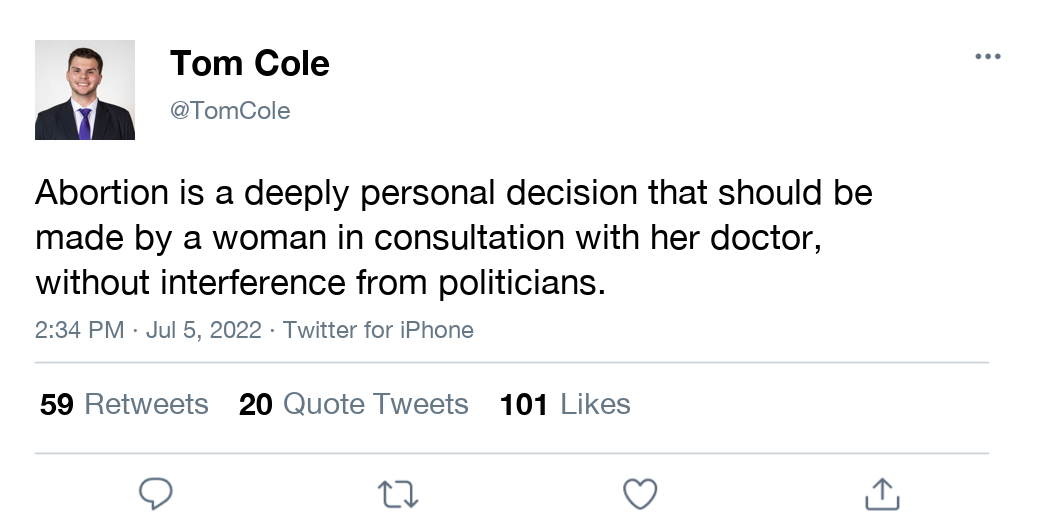 Tom Cole
@TomCole
Abortion is a deeply personal decision that should be
made by a woman in consultation with her doctor,
without interference from politicians.
2:34 PM · Jul 5, 2022 · Twitter for iPhone
59 Retweets 20 Quote Tweets 101 Likes